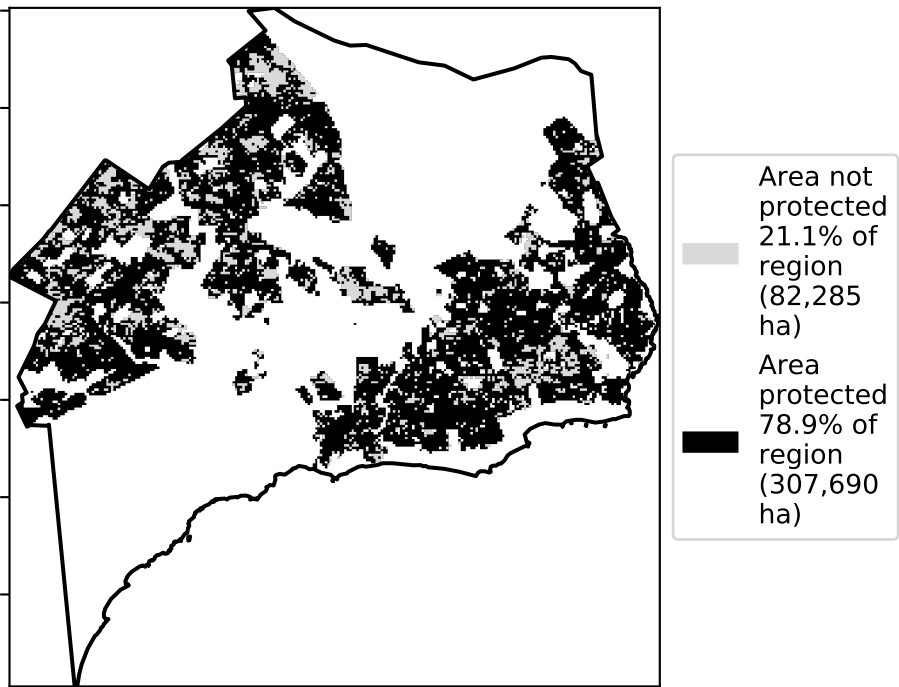 Area not
protected
21.1% of
region
(82,285
ha)
Area
protected
78.9% of
region
(307,690
ha)